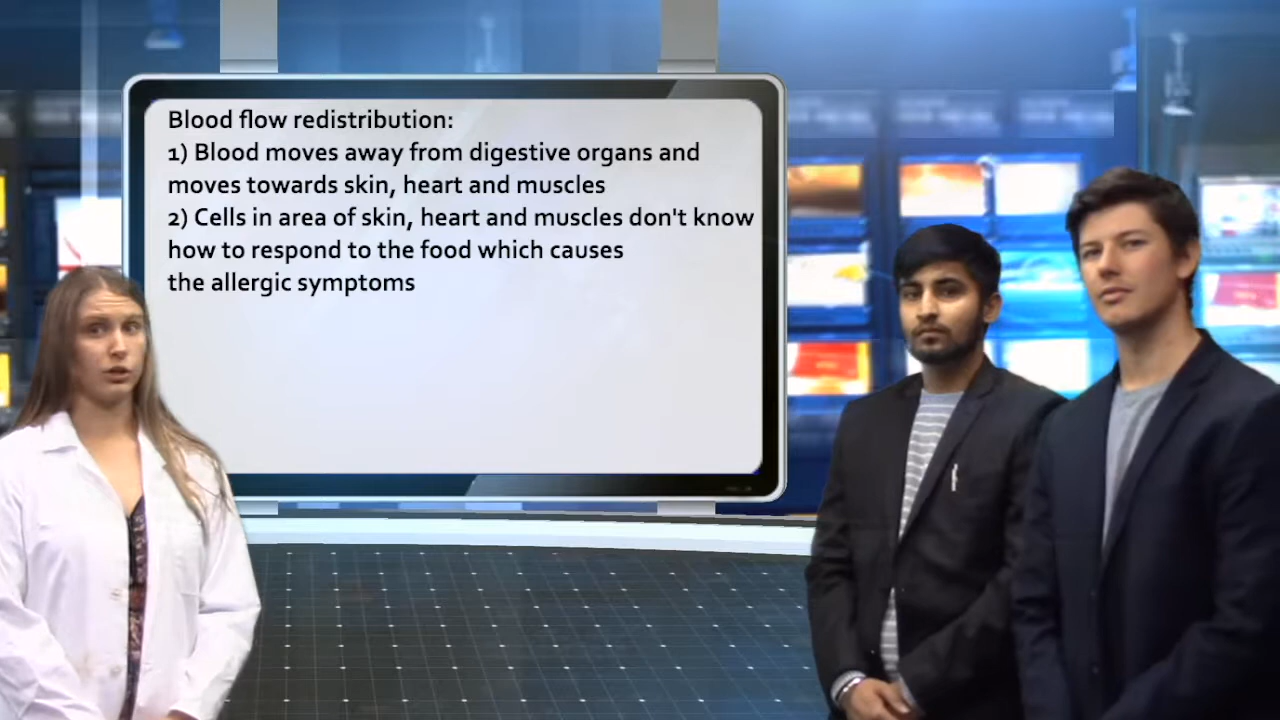 Blood flow redistribution:
1) Blood moves away from digestive organs and
moves towards skin, heart and muscles
2) Cells in area of skin, heart and muscles don't know
how to respond to the food which causes
the allergic symptoms